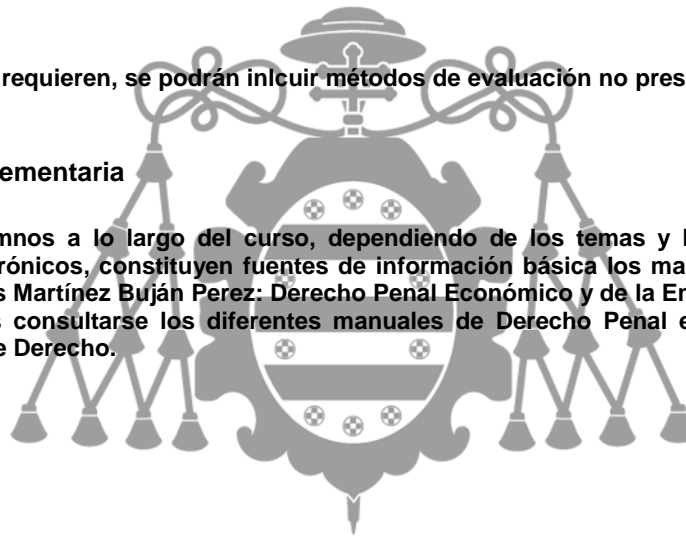 requieren, se podrán inlcuir métodos de evaluación no pres
ementaria
mnos a lo largo del curso, dependiendo de los temas y l
rónicos, constituyen fuentes de información básica los ma
s Martínez Buján Perez: Derecho Penal Económico y de la En
s consultarse los diferentes manuales de Derecho Penal e
e Derecho.